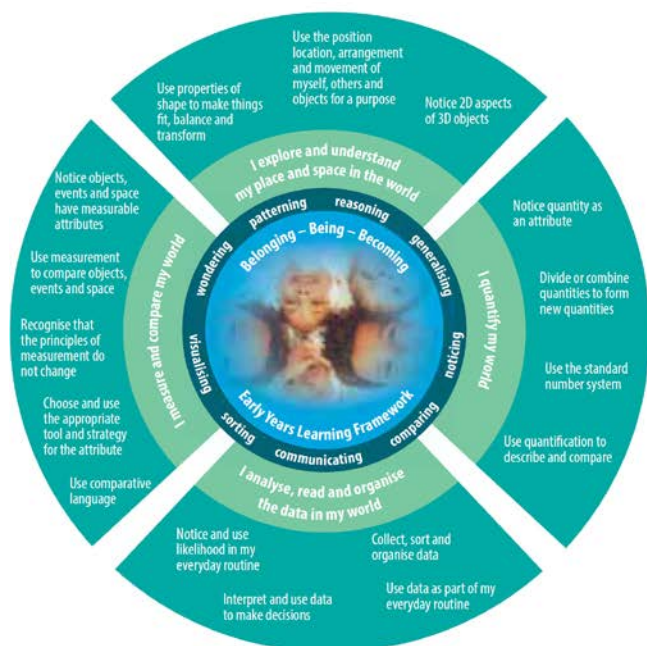 Use the position
location, arrangement
and movement of
myself, others and
objects for a purpose
Use properties of
shape to make things
fit, balance and
transform
Notice 2D aspects
of 3D objects
I explore and understand
my place and space in the world
Notice quantity as
an attribute
Divide or combine
quantities to form
new quantities
Use the standard
number system
Use quantification to
describe and compare
I quantify my world
Collect, sort and
organise data
Use data as part of my
everyday routine
Notice and use
likelihood in my
everyday routine
Interpret and use data
to make decisions
I analyse, read and organise
the data in my world
Notice objects,
events and space
have measurable
attributes
Use measurement
to compare objects,
events and space
Recognise that
the principles of
measurement do
not change
Choose and use
the appropriate
tool and strategy
for the attribute
Use comparative
language
I measure and compare my world
wondering
patterning
reasoning
generalising
noticing
comparing
communicating
sorting
visualising
Belonging – Being – Becoming
Early Years Learning Framework